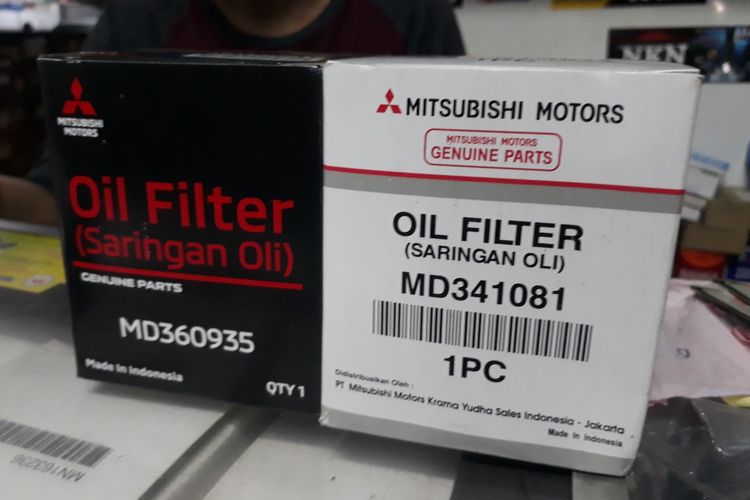 MITSUBISHI
MOTORS
Oil Filter
(Saringan Oli)
GENUINE PARTS
MD360935
Made In Indonesia
QTY 1
MITSUBISHI MOTORS
MITSUBISHI MOTORS
GENUINE PARTS
OIL FILTER
(SARINGAN OLI)
MD341081
1PC
Didistribusikan Oleh :
PT Mitsubishi Motors Krama Yudha Sales Indonesia - Jakarta
Made In Indonesia
NKN
MN163236